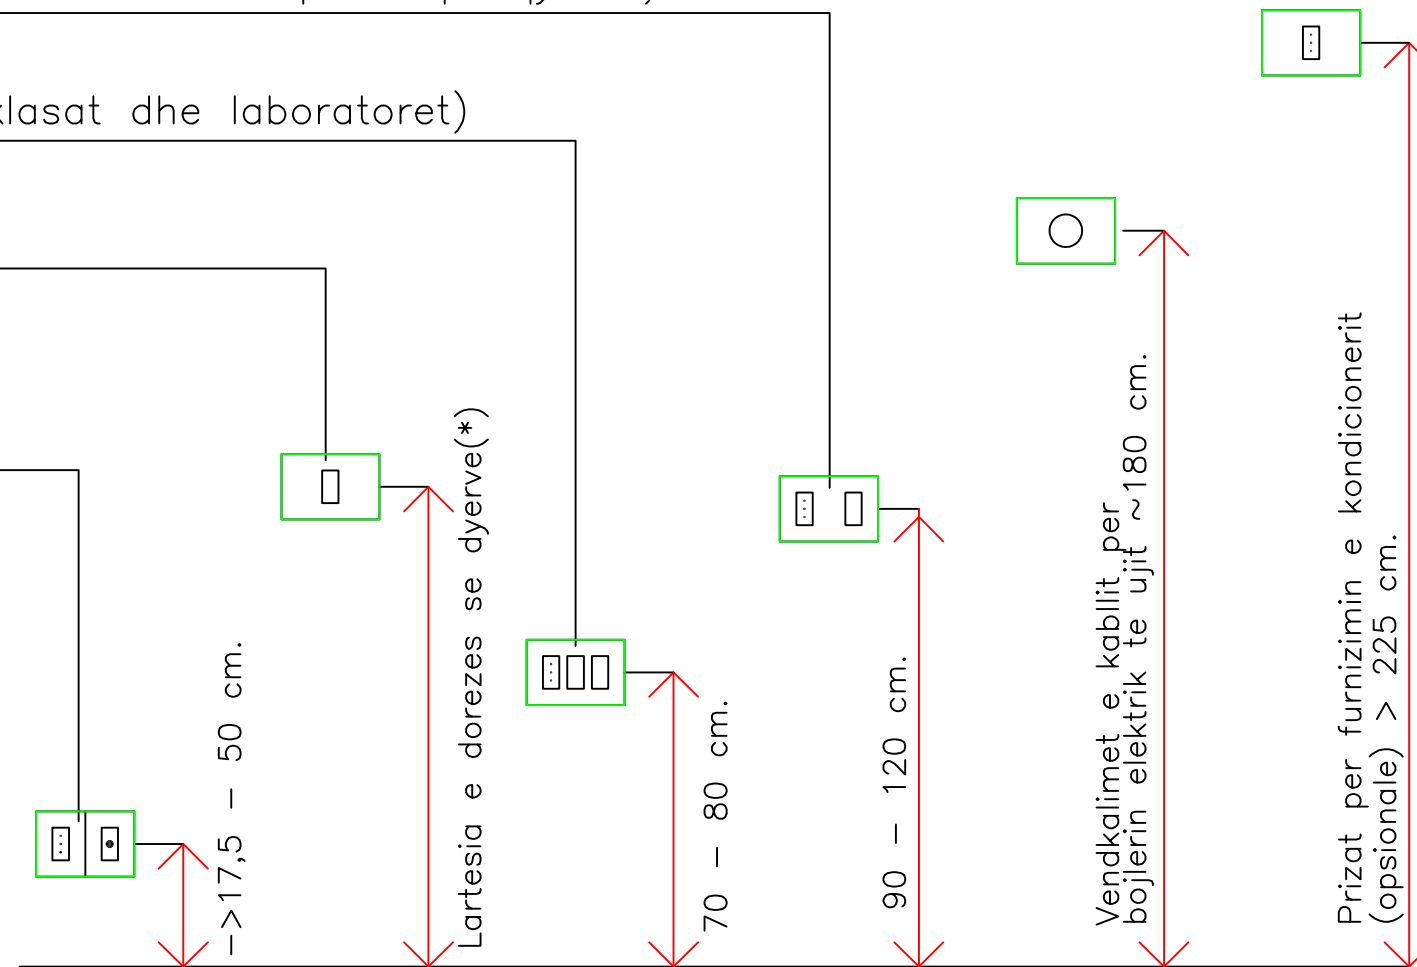 klasat dhe laboratoret)
->17,5 - 50 cm.
Lartesia e dorezes se dyerve(*)
70 - 80 cm.
90 - 120 cm.
Vendkalimet e kabllit per
bojlerin elektrik te ujit ~180 cm.
Prizat per furnizimin e kondicionerit
(opsionale) > 225 cm.